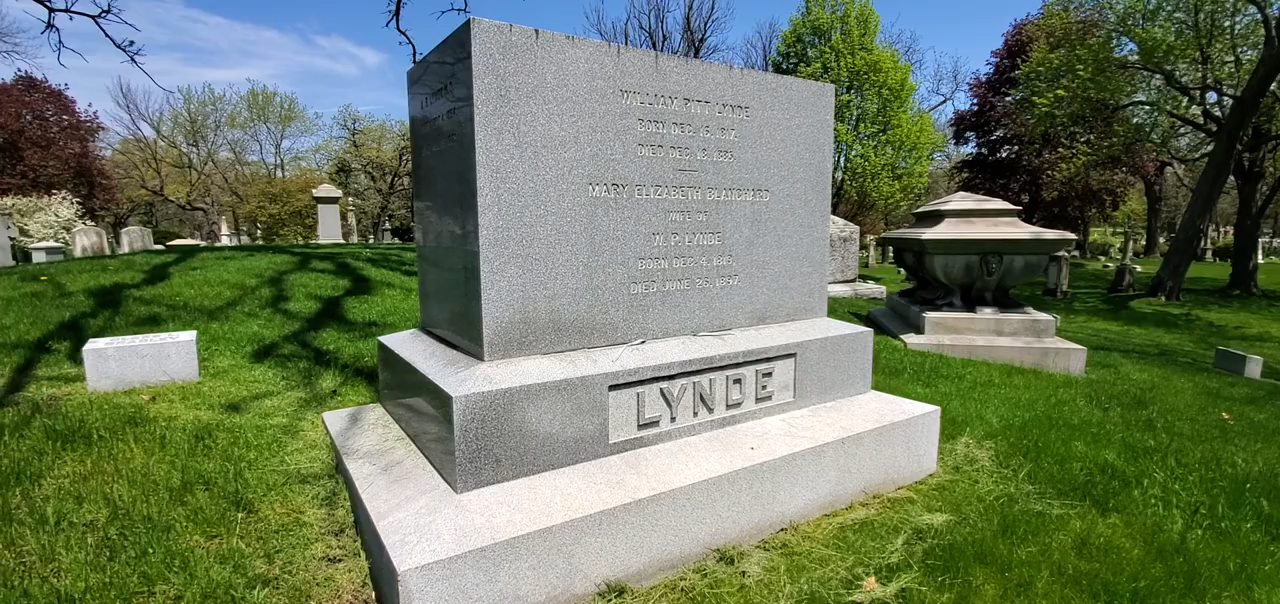 WILLIAM PITT LYNDE
BORN DEC. 16. 1817.
DIED DEC. 18. 1885.
MARY ELIZABETH BLANCHARD
WIFE OF
W. P. LYNDE
BORN DEC. 4. 1819.
DIED JUNE 26. 1897.
LYNDE